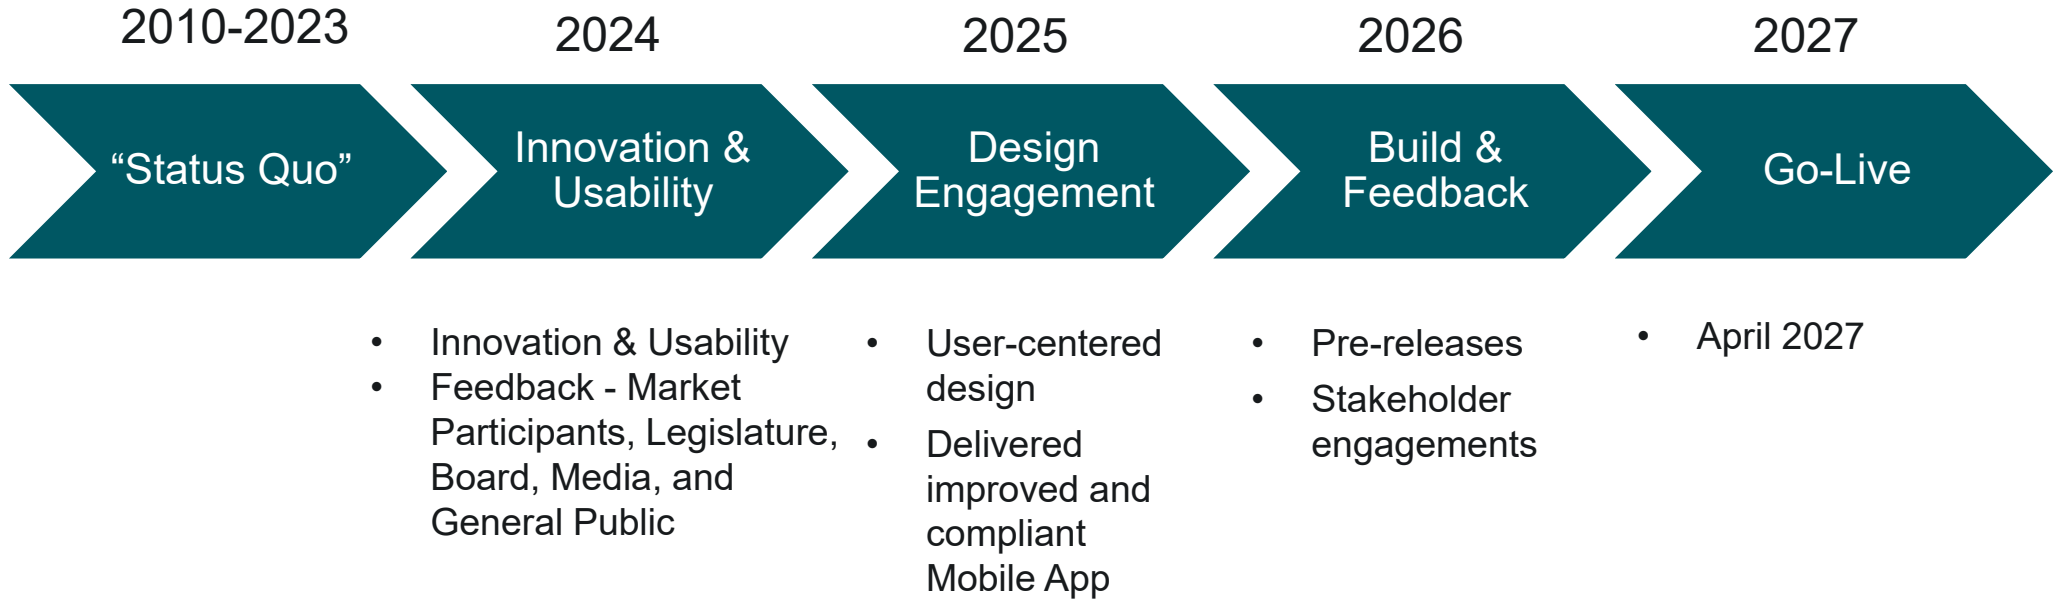 2010-2023
2024
2025
2026
2027
“Status Quo”
Innovation &
Usability
Design
Engagement
Build &
Feedback
Go-Live
• Innovation & Usability
• Feedback - Market
Participants, Legislature,
Board, Media, and
General Public
• User-centered
design
• Delivered
improved and
compliant
Mobile App
• Pre-releases
• Stakeholder
engagements
• April 2027